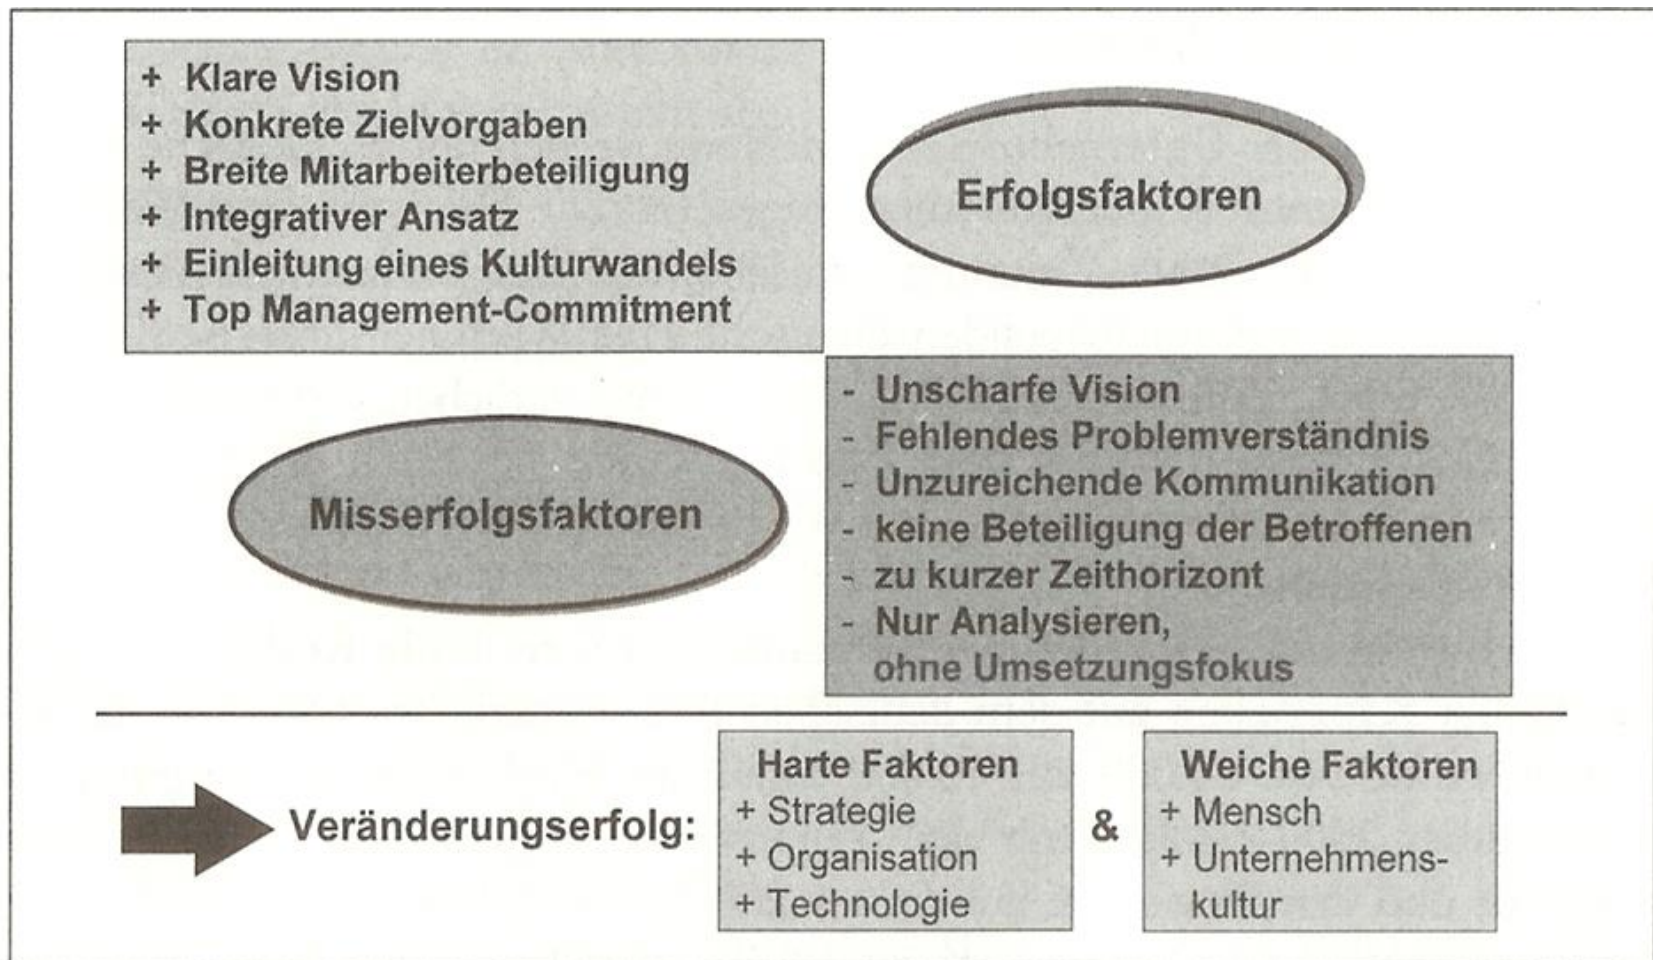 + Klare Vision
+ Konkrete Zielvorgaben
+ Breite Mitarbeiterbeteiligung
+ Integrativer Ansatz
+ Einleitung eines Kulturwandels
+ Top Management-Commitment
Erfolgsfaktoren
Misserfolgsfaktoren
- Unscharfe Vision
- Fehlendes Problemverständnis
- Unzureichende Kommunikation
- keine Beteiligung der Betroffenen
- zu kurzer Zeithorizont
- Nur Analysieren,
ohne Umsetzungsfokus
Veränderungserfolg:
Harte Faktoren
+ Strategie
+ Organisation
+ Technologie
&
Weiche Faktoren
+ Mensch
+ Unternehmens-
kultur